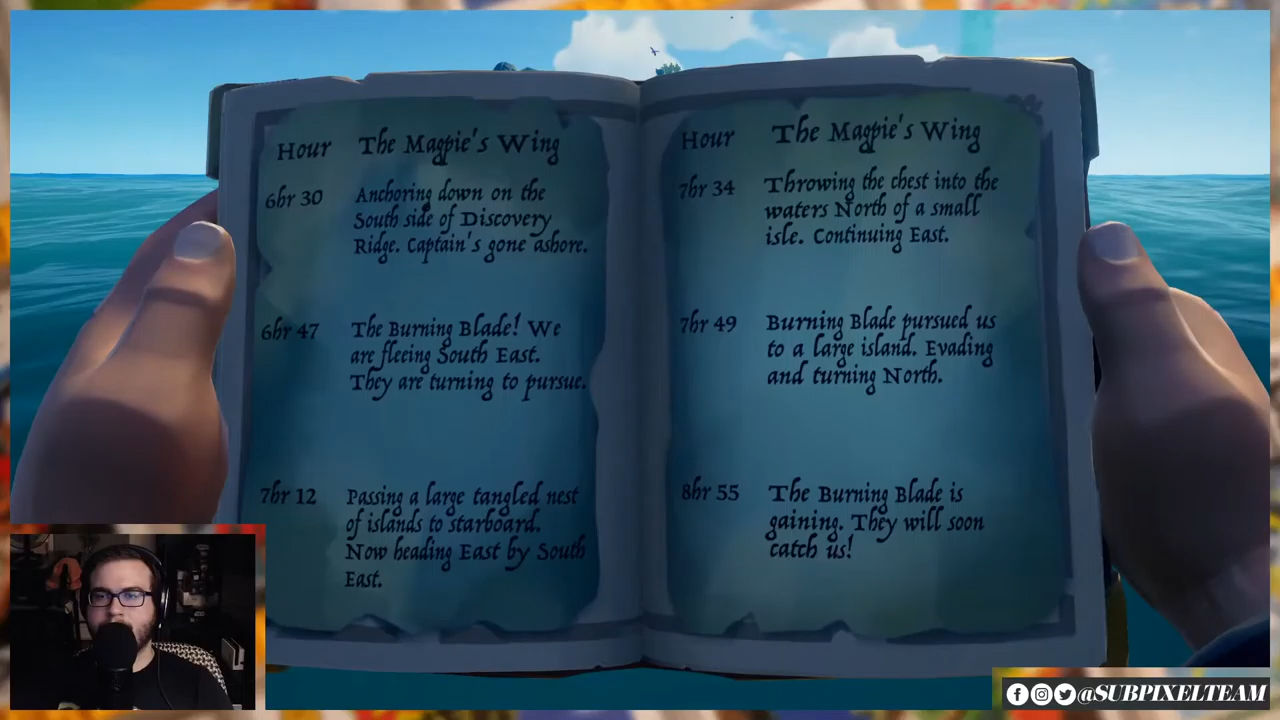 Hour The Magpie's Wing
6hr 30 Anchoring down on the
South side of Discovery
Ridge. Captain's gone ashore.
6hr 47 The Burning Blade! We
are fleeing South East.
They are turning to pursue.
7hr 12 Passing a large tangled nest
of islands to starboard.
Now heading East by South
East.
Hour The Magpie's Wing
7hr 34 Throwing the chest into the
waters North of a small
isle. Continuing East.
7hr 49 Burning Blade pursued us
to a large island. Evading
and turning North.
8hr 55 The Burning Blade is
gaining. They will soon
catch us!
@SUBPIXELTEAM